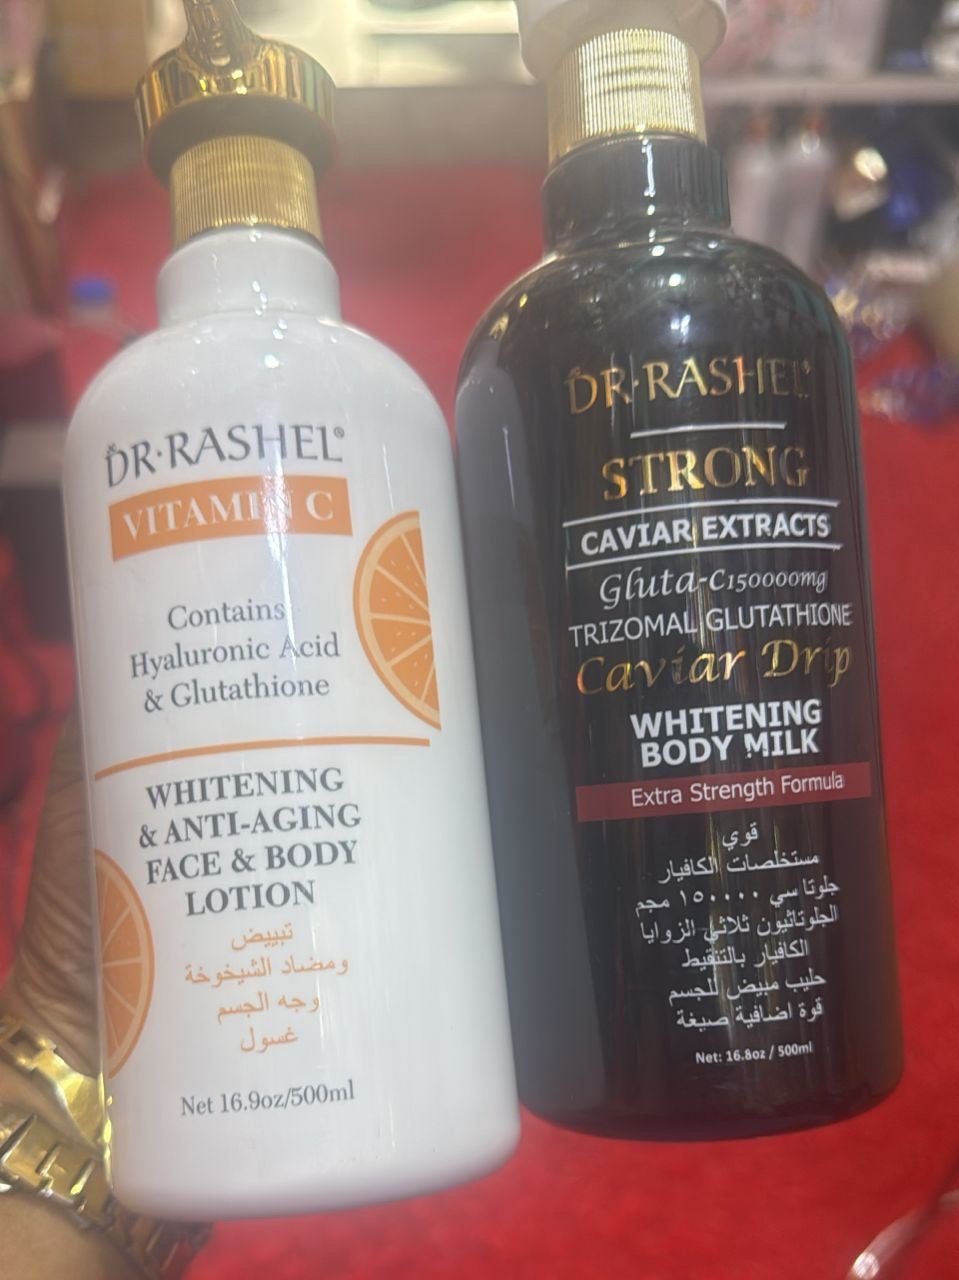 DR·RASHEL®
VITAMIN C
Contains
Hyaluronic Acid
& Glutathione
WHITENING
& ANTI-AGING
FACE & BODY
LOTION
تبييض
ومضاد الشيخوخة
وجه الجسم
غسول
Net 16.9oz/500ml
DR·RASHEL®
STRONG
CAVIAR EXTRACTS
Gluta-C150000mg
TRIZOMAL GLUTATHIONE
Caviar Drip
WHITENING
BODY MILK
Extra Strength Formula
قوي
مستخلصات الكافيار
جلوتا سي ١٥٠٠٠٠ مجم
الجلوتاثيون ثلاثي الزوايا
الكافيار بالتنقيط
حليب مبيض للجسم
قوة اضافية صيغة
Net: 16.8oz / 500ml